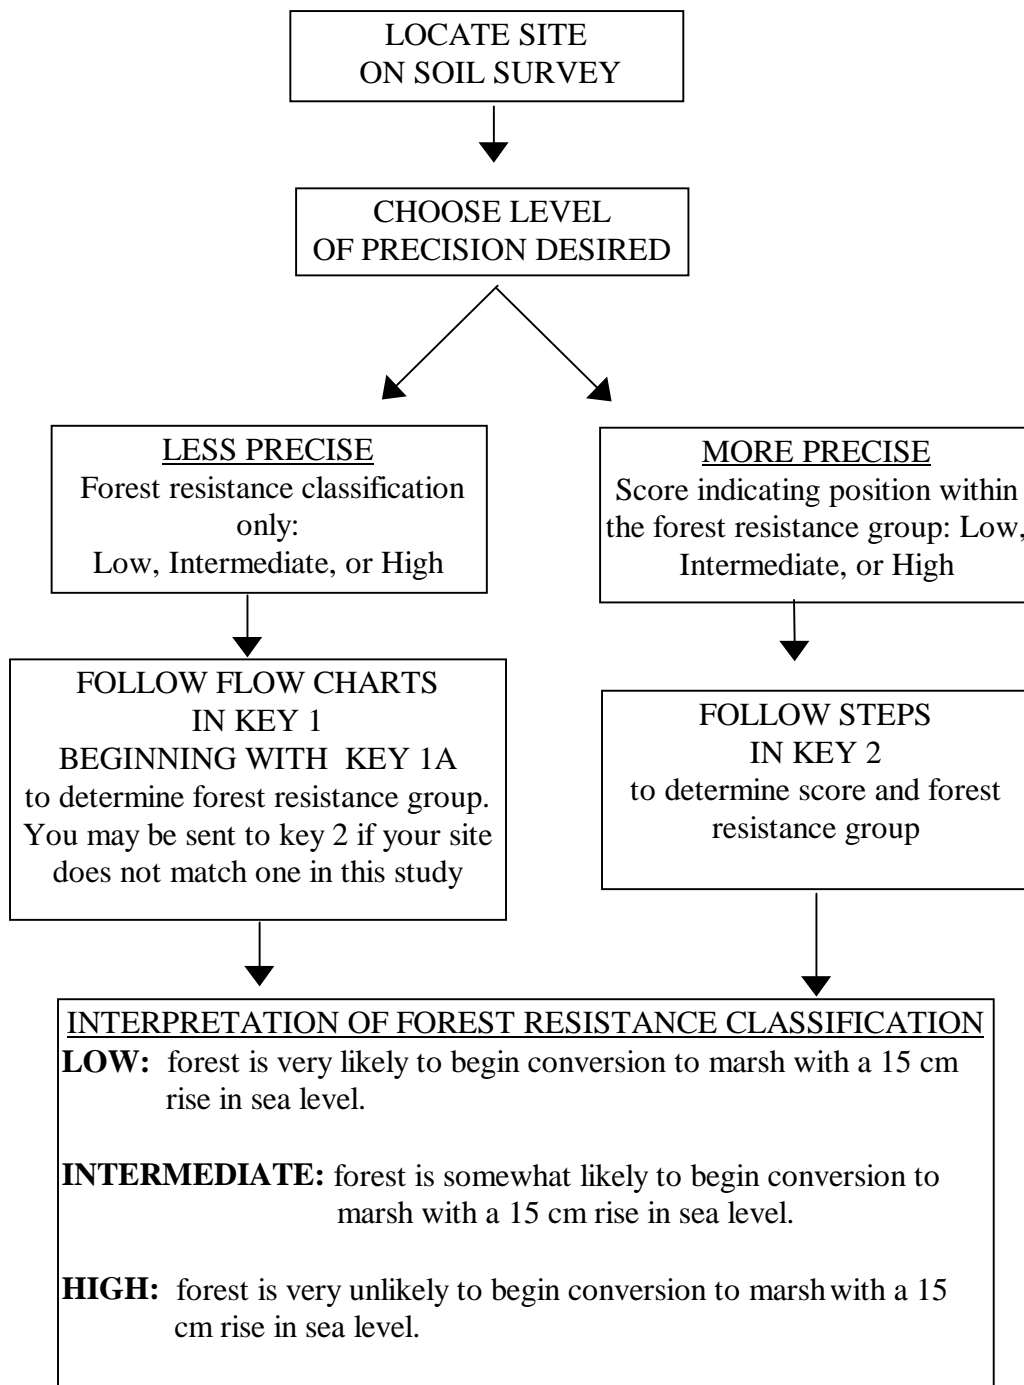 LOCATE SITE
ON SOIL SURVEY
CHOOSE LEVEL
OF PRECISION DESIRED
LESS PRECISE
Forest resistance classification
only:
Low, Intermediate, or High
MORE PRECISE
Score indicating position within
the forest resistance group: Low,
Intermediate, or High
FOLLOW FLOW CHARTS
IN KEY 1
BEGINNING WITH KEY 1A
to determine forest resistance group.
You may be sent to key 2 if your site
does not match one in this study
FOLLOW STEPS
IN KEY 2
to determine score and forest
resistance group
INTERPRETATION OF FOREST RESISTANCE CLASSIFICATION
LOW: forest is very likely to begin conversion to marsh with a 15 cm
rise in sea level.
INTERMEDIATE: forest is somewhat likely to begin conversion to
marsh with a 15 cm rise in sea level.
HIGH: forest is very unlikely to begin conversion to marsh with a 15
cm rise in sea level.